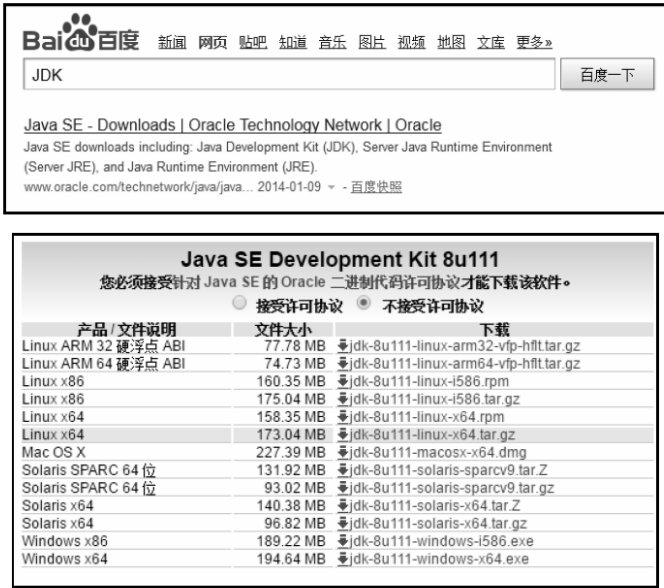 Bai du 百度 新闻 网页 贴吧 知道 音乐 图片 视频 地图 文库 更多»
JDK 百度一下
Java SE - Downloads | Oracle Technology Network | Oracle
Java SE downloads including: Java Development Kit (JDK), Server Java Runtime Environment
(Server JRE), and Java Runtime Environment (JRE).
www.oracle.com/technetwork/java/java... 2014-01-09 - 百度快照
Java SE Development Kit 8u111
您必须接受针对 Java SE 的 Oracle 二进制代码许可协议才能下载该软件。
接受许可协议 不接受许可协议
产品 / 文件说明 文件大小 下载
Linux ARM 32 硬浮点 ABI 77.78 MB jdk-8u111-linux-arm32-vfp-hflt.tar.gz
Linux ARM 64 硬浮点 ABI 74.73 MB jdk-8u111-linux-arm64-vfp-hflt.tar.gz
Linux x86 160.35 MB jdk-8u111-linux-i586.rpm
Linux x86 175.04 MB jdk-8u111-linux-i586.tar.gz
Linux x64 158.35 MB jdk-8u111-linux-x64.rpm
Linux x64 173.04 MB jdk-8u111-linux-x64.tar.gz
Mac OS X 227.39 MB jdk-8u111-macosx-x64.dmg
Solaris SPARC 64 位 131.92 MB jdk-8u111-solaris-sparcv9.tar.Z
Solaris SPARC 64 位 93.02 MB jdk-8u111-solaris-sparcv9.tar.gz
Solaris x64 140.38 MB jdk-8u111-solaris-x64.tar.Z
Solaris x64 96.82 MB jdk-8u111-solaris-x64.tar.gz
Windows x86 189.22 MB jdk-8u111-windows-i586.exe
Windows x64 194.64 MB jdk-8u111-windows-x64.exe